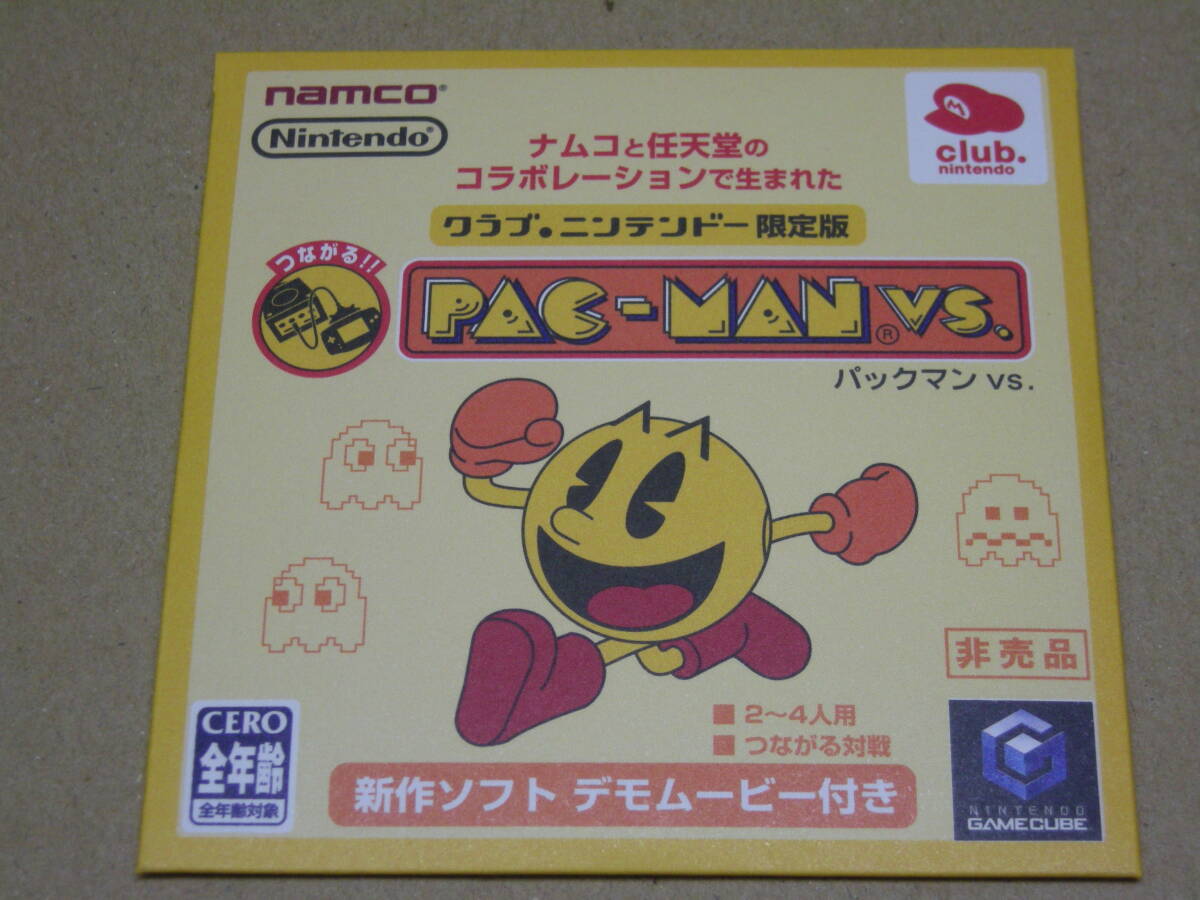 namco®
Nintendo®
club.
nintendo
ナムコと任天堂の
コラボレーションで生まれた
クラブ.ニンテンドー限定版
つながる!!
PAC-MAN® VS.
パックマン vs.
非売品
■ 2〜4人用
■ つながる対戦
CERO
全年齢
全年齢対象
新作ソフト デモムービー付き
NINTENDO
GAMECUBE